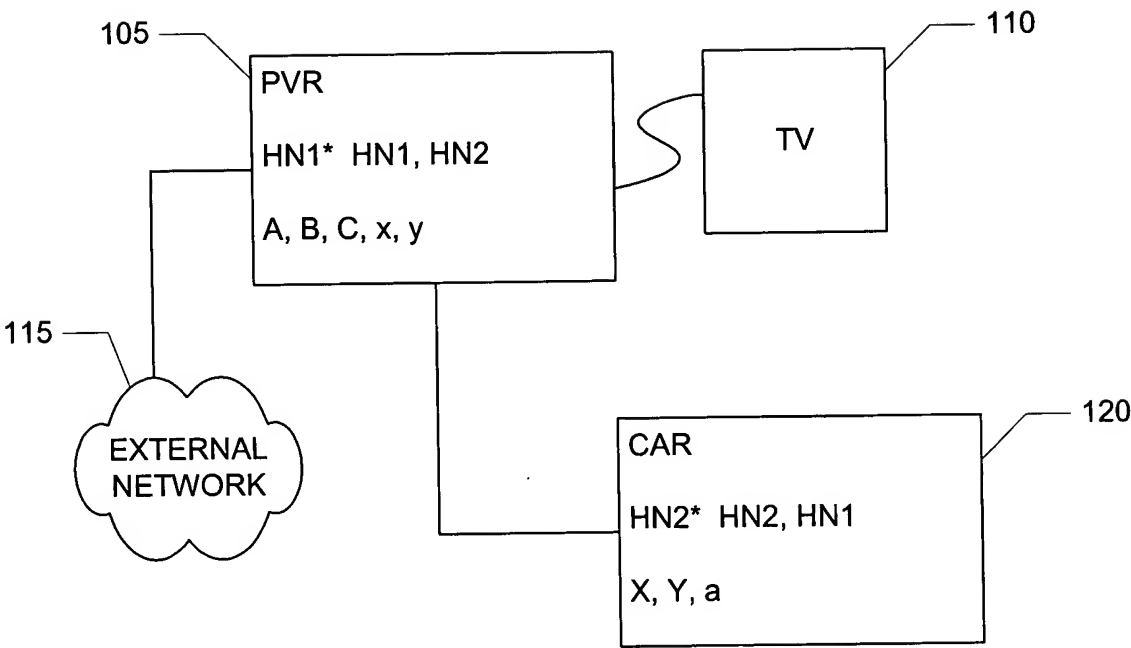 105
110
PVR
TV
HN1* HN1, HN2
A, B, C, x, y
115
EXTERNAL
NETWORK
120
CAR
HN2* HN2, HN1
X, Y, a